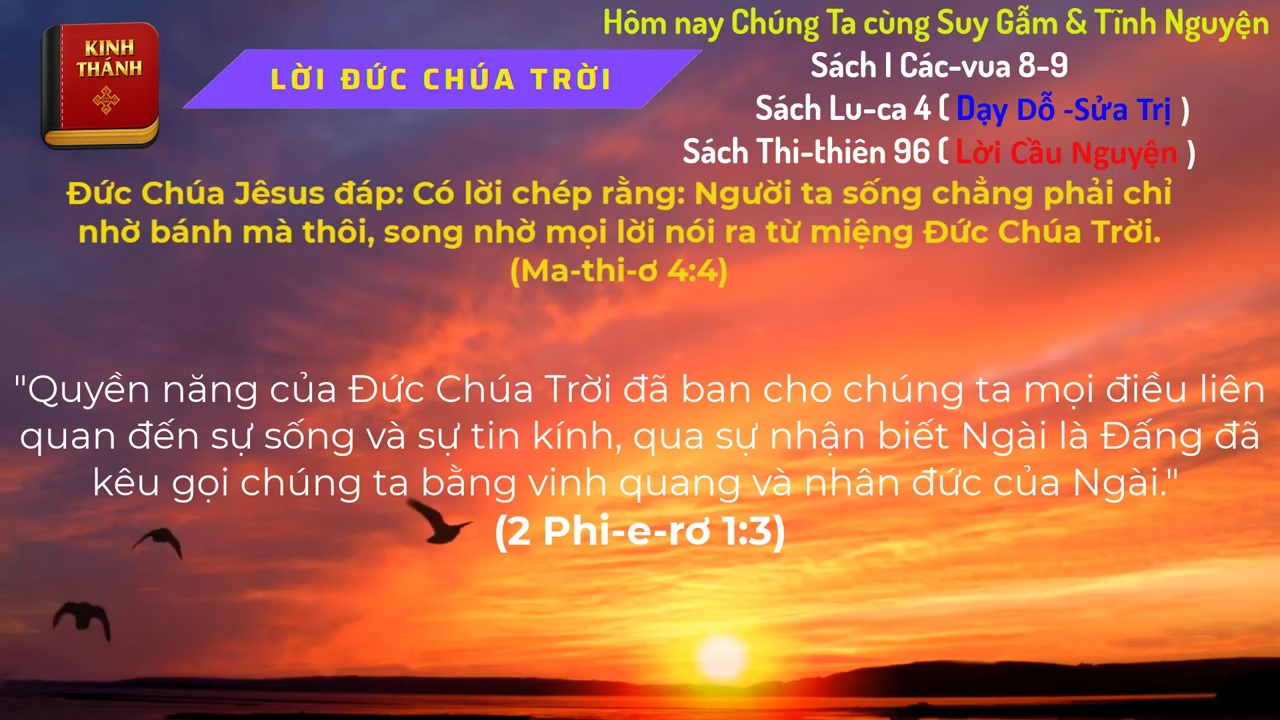 KINH
THÁNH
LỜI ĐỨC CHÚA TRỜI
Hôm nay Chúng Ta cùng Suy Gẫm & Tĩnh Nguyện
Sách I Các-vua 8-9
Sách Lu-ca 4 ( Dạy Dỗ -Sửa Trị )
Sách Thi-thiên 96 ( Lời Cầu Nguyện )
Đức Chúa Jêsus đáp: Có lời chép rằng: Người ta sống chẳng phải chỉ
nhờ bánh mà thôi, song nhờ mọi lời nói ra từ miệng Đức Chúa Trời.
(Ma-thi-ơ 4:4)
"Quyền năng của Đức Chúa Trời đã ban cho chúng ta mọi điều liên
quan đến sự sống và sự tin kính, qua sự nhận biết Ngài là Đấng đã
kêu gọi chúng ta bằng vinh quang và nhân đức của Ngài."
(2 Phi-e-rơ 1:3)